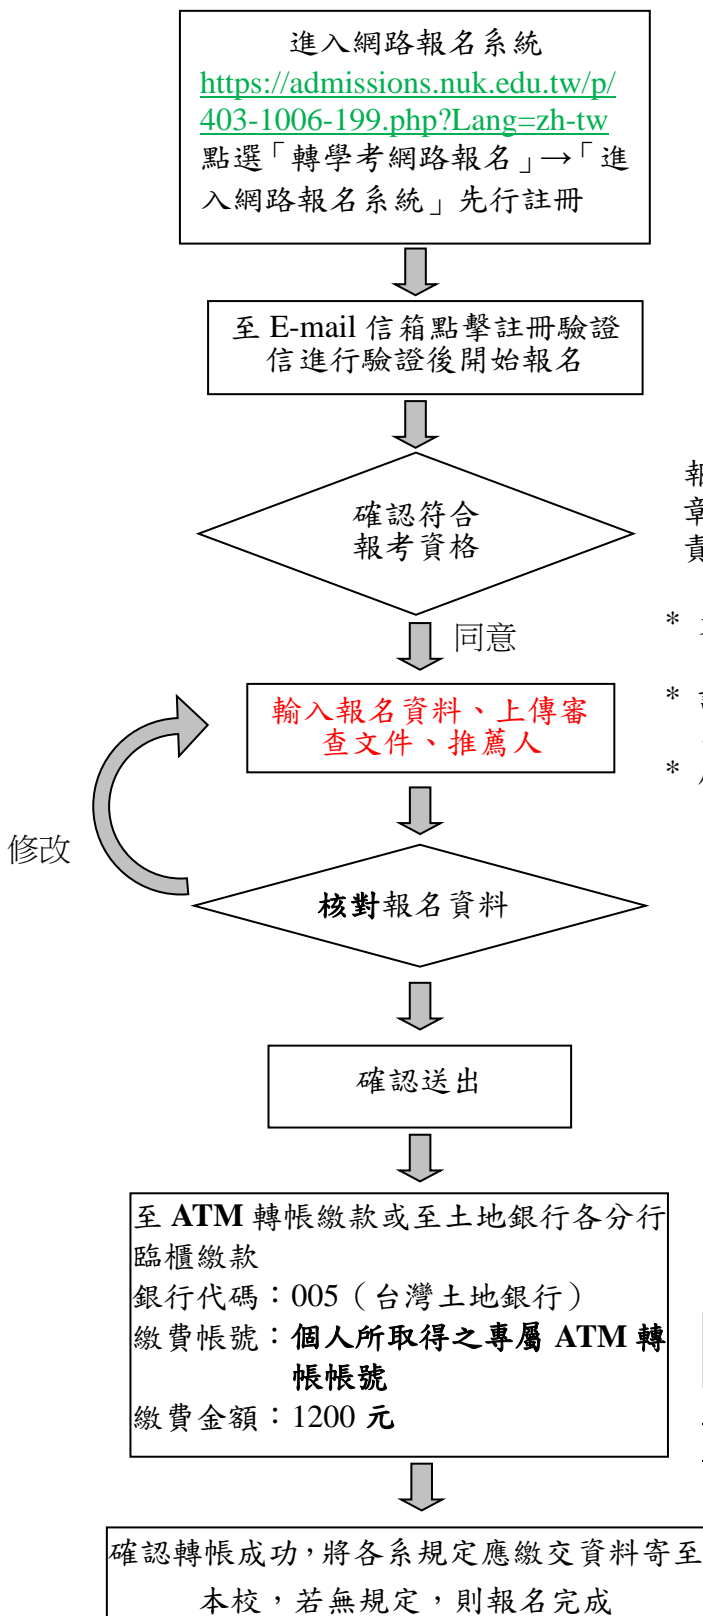 進入網路報名系統
https://admissions.nuk.edu.tw/p/
403-1006-199.php?Lang=zh-tw
點選「轉學考網路報名」→「進
入網路報名系統」先行註冊
至 E-mail 信箱點擊註冊驗證
信進行驗證後開始報名
確認符合
報考資格
同意
輸入報名資料、上傳審
查文件、推薦人
*
*
*
修改
核對報名資料
確認送出
至 ATM 轉帳繳款或至土地銀行各分行
臨櫃繳款
銀行代碼：005（台灣土地銀行）
繳費帳號：個人所取得之專屬 ATM 轉
帳帳號
繳費金額：1200 元
確認轉帳成功，將各系規定應繳交資料寄至
本校，若無規定，則報名完成